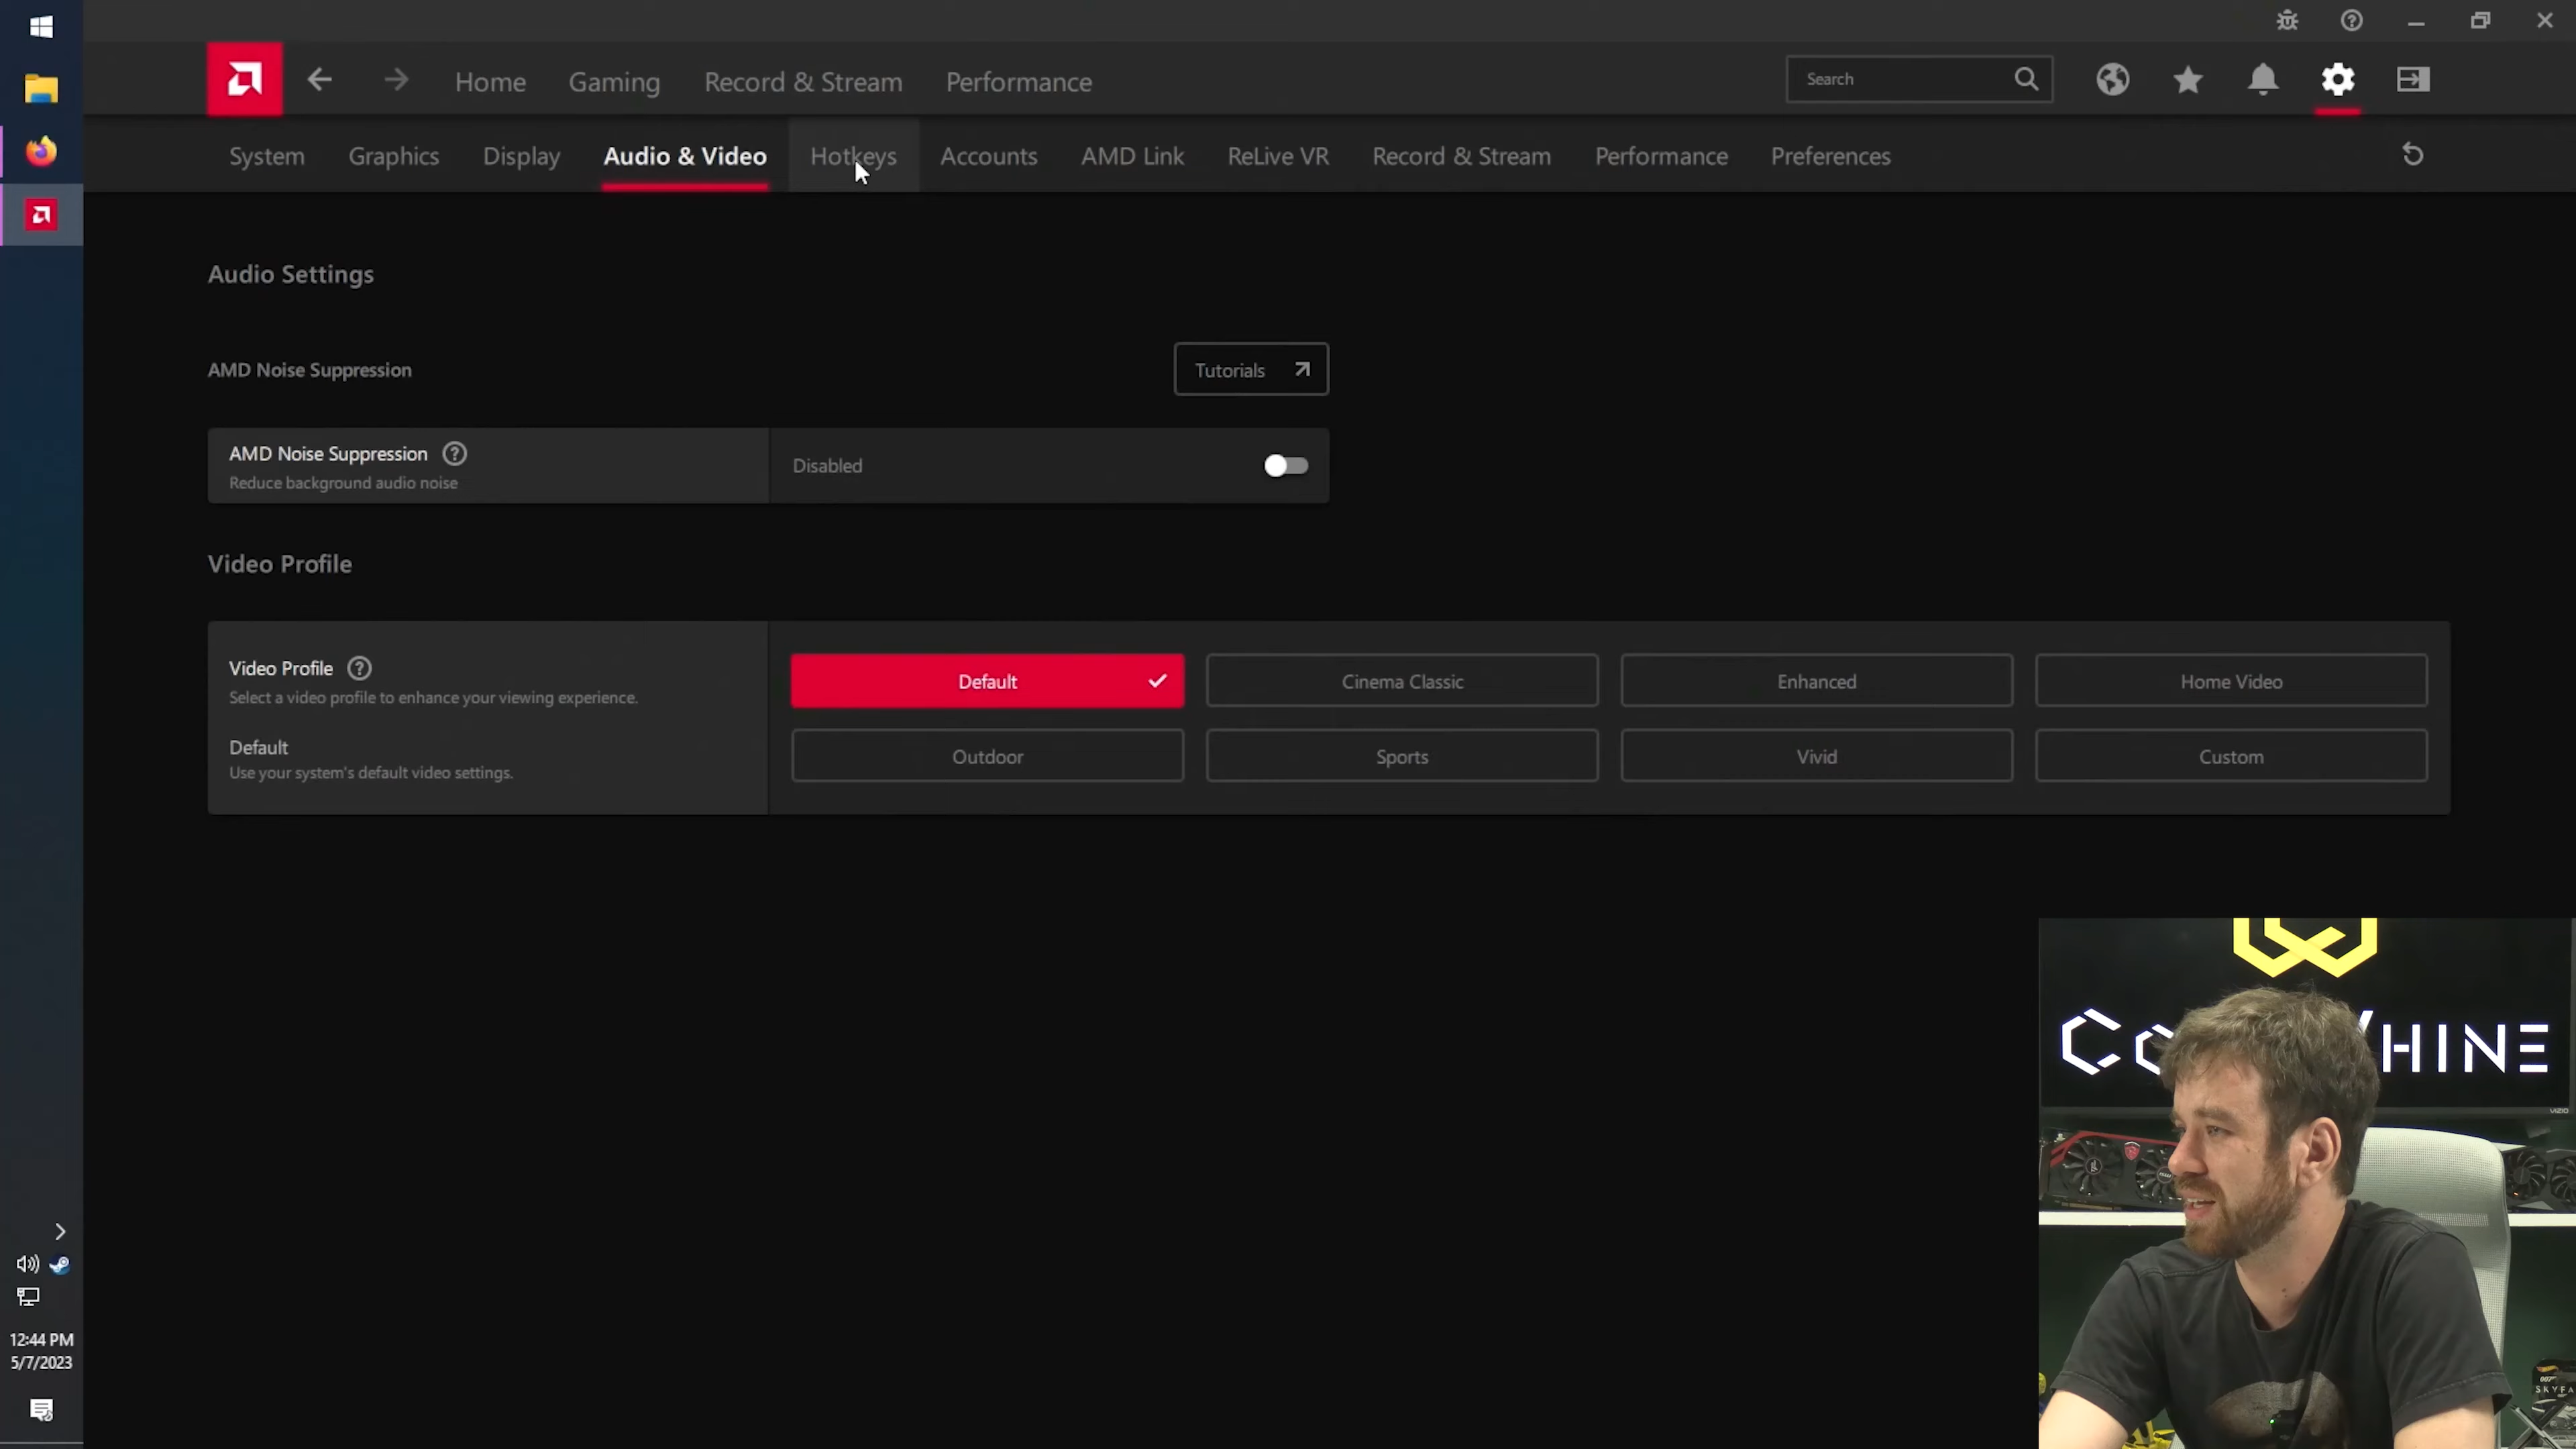 Home Gaming Record & Stream Performance Search
System Graphics Display Audio & Video Hotkeys Accounts AMD Link ReLive VR Record & Stream Performance Preferences
Audio Settings
AMD Noise Suppression Tutorials
AMD Noise Suppression Disabled
Reduce background audio noise
Video Profile
Video Profile
Select a video profile to enhance your viewing experience.
Default
Use your system's default video settings.
Default Cinema Classic Enhanced Home Video
Outdoor Sports Vivid Custom
HINE
VIZIO
007
12:44 PM
5/7/2023